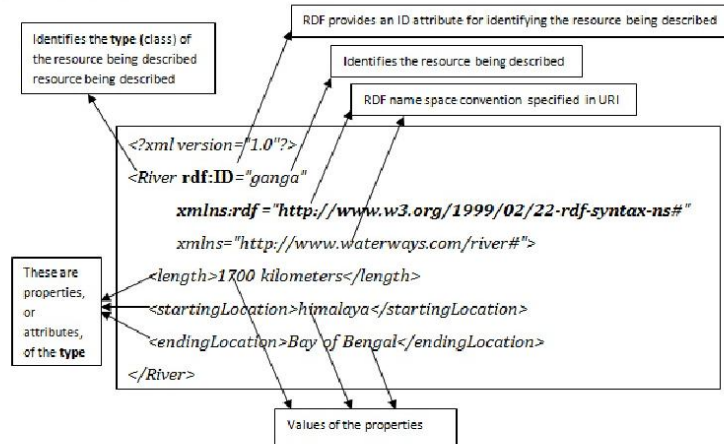 RDF provides an ID attribute for identifying the resource being described
Identifies the type (class) of
the resource being described
resource being described
Identifies the resource being described
RDF name space convention specified in URI
<?xml version="1.0"?>
<River rdf:ID="ganga"
xmlns:rdf ="http://www.w3.org/1999/02/22-rdf-syntax-ns#"
xmlns="http://www.waterways.com/river#">
These are
properties,
or
attributes,
of the type
<length>1700 kilometers</length>
<startingLocation>himalaya</startingLocation>
<endingLocation>Bay of Bengal</endingLocation>
</River>
Values of the properties